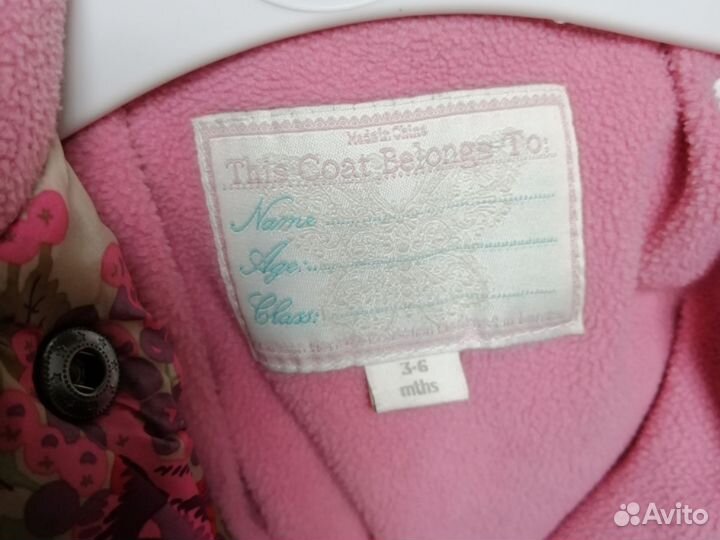 Made in China
This Coat Belongs To:
Name
Age:
Class:
3-6
mths
Avito